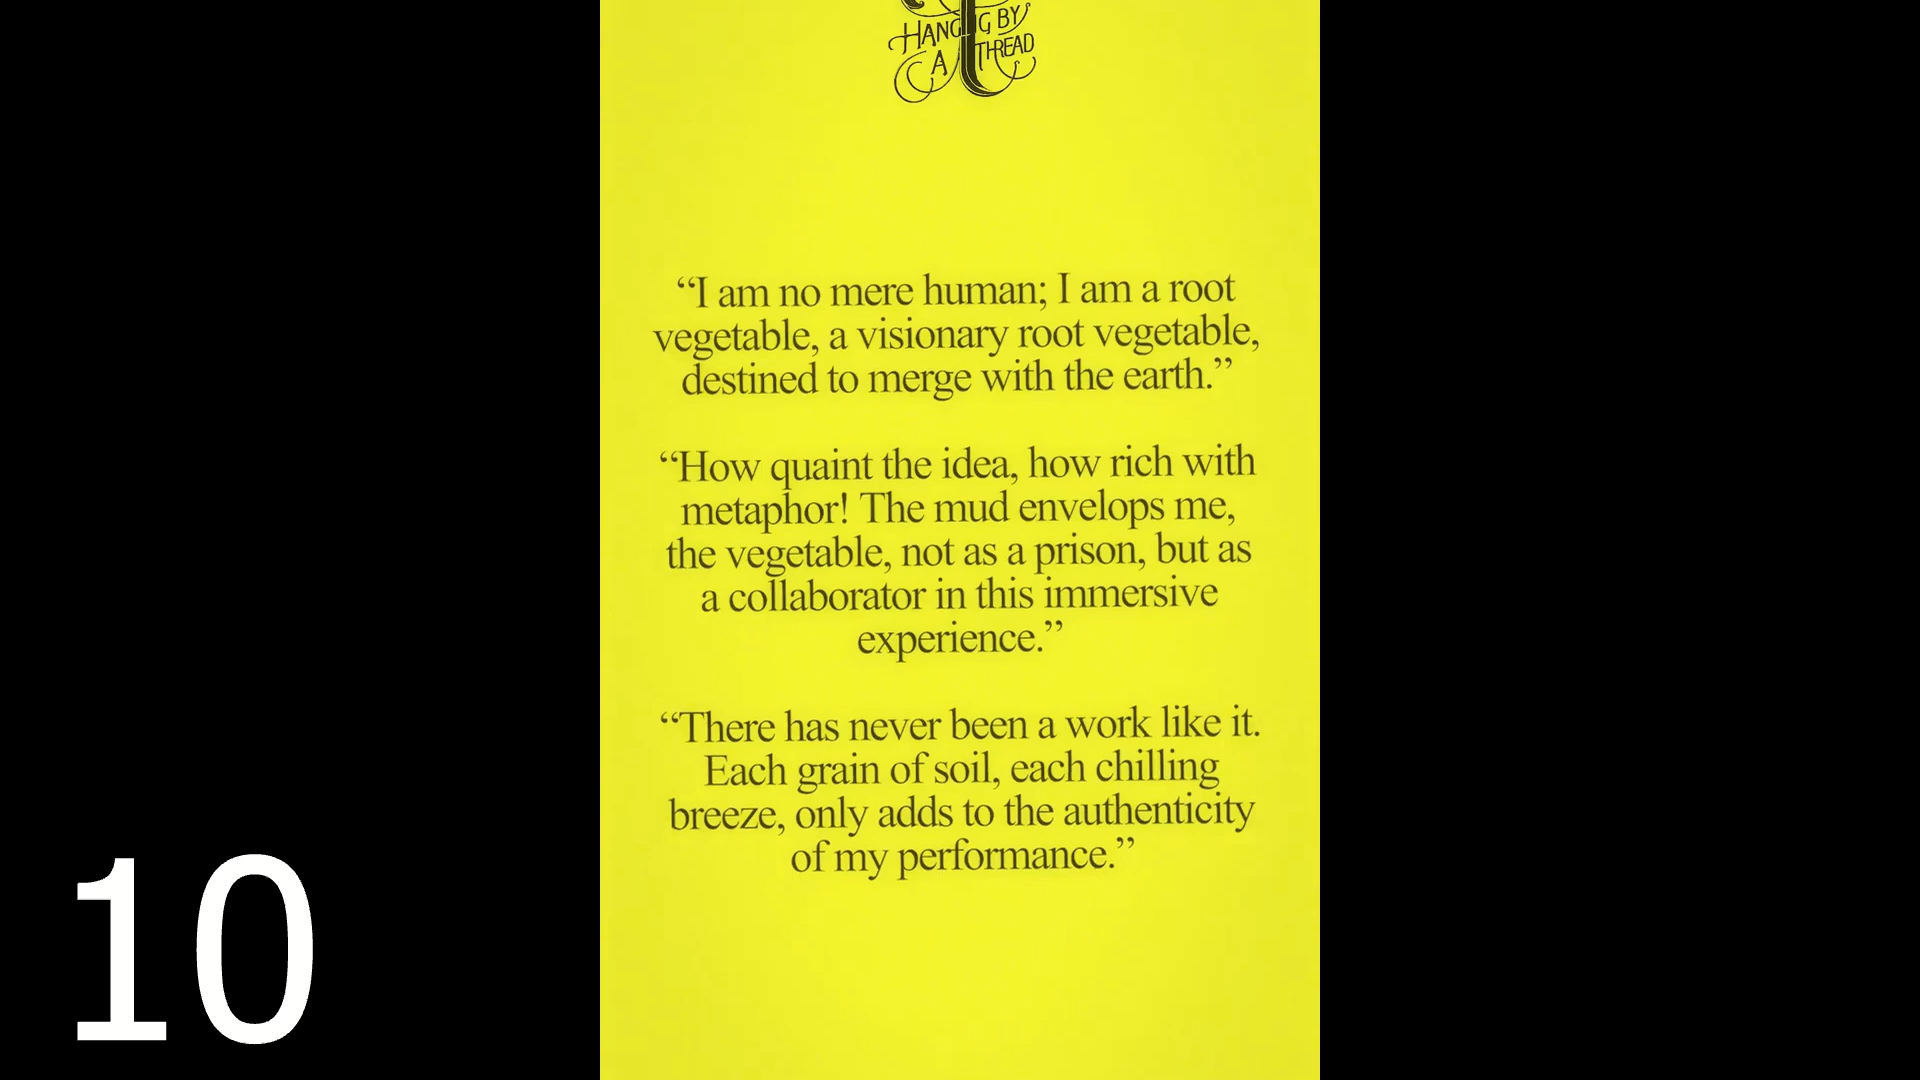 HANGING BY
A THREAD
“I am no mere human; I am a root
vegetable, a visionary root vegetable,
destined to merge with the earth.”
“How quaint the idea, how rich with
metaphor! The mud envelops me,
the vegetable, not as a prison, but as
a collaborator in this immersive
experience.”
“There has never been a work like it.
Each grain of soil, each chilling
breeze, only adds to the authenticity
of my performance.”
10